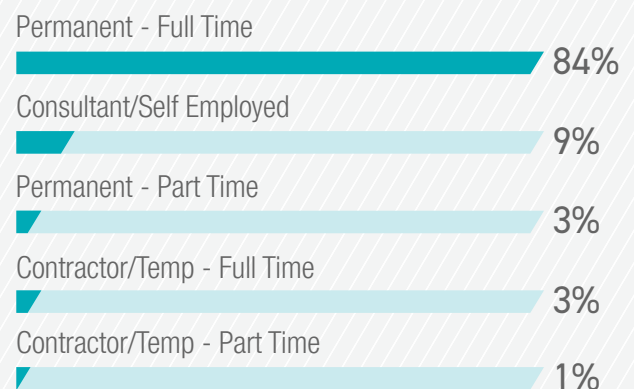 Permanent - Full Time
84%
Consultant/Self Employed
9%
Permanent - Part Time
3%
Contractor/Temp - Full Time
3%
Contractor/Temp - Part Time
1%